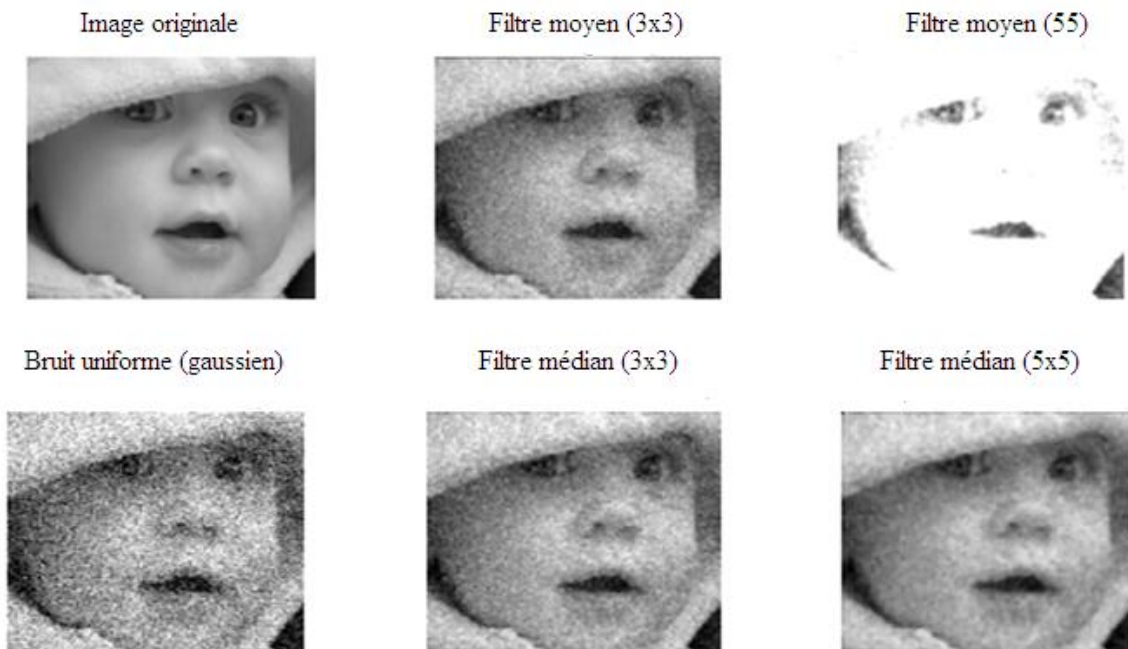 Image originale
Filtre moyen (3x3)
Filtre moyen (55)
Bruit uniforme (gaussien)
Filtre médian (3x3)
Filtre médian (5x5)